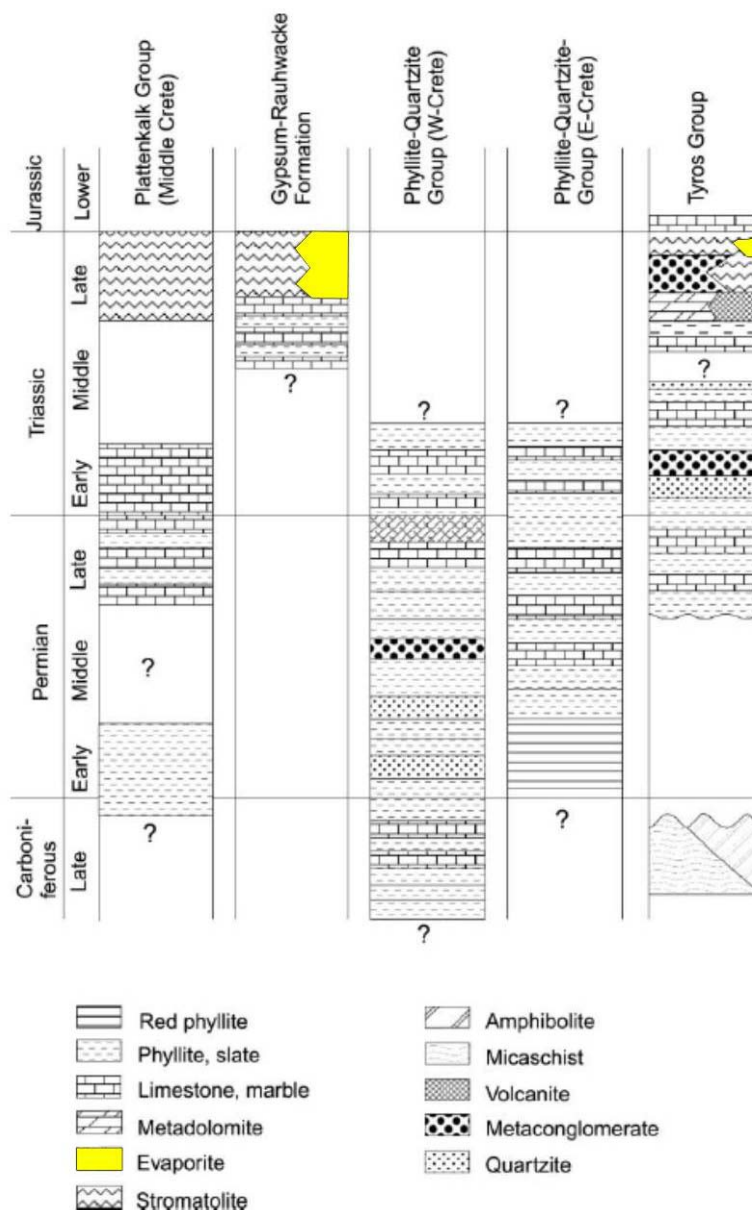 Plattenkalk Group
(Middle Crete)
Gypsum-Rauhwacke
Formation
Phyllite-Quartzite
Group (W-Crete)
Phyllite-Quartzite-
Group (E-Crete)
Tyros Group
Jurassic
Lower
Triassic
Late
Middle
Early
Permian
Late
Middle
Early
Carboni-
ferous
Late
?
?
?
?
?
?
?
?
Red phyllite
Phyllite, slate
Limestone, marble
Metadolomite
Evaporite
Stromatolite
Amphibolite
Micaschist
Volcanite
Metaconglomerate
Quartzite